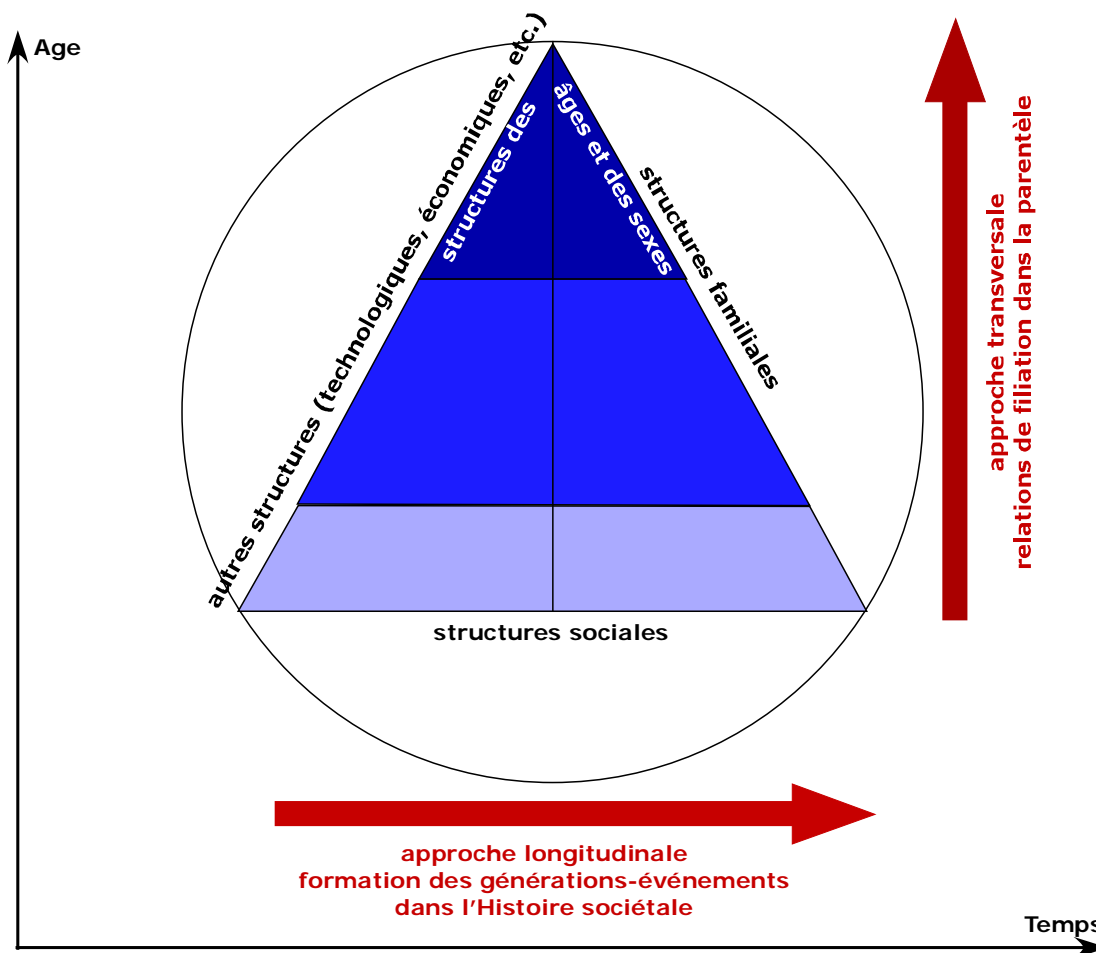 Age
autres structures (technologiques, économiques, etc.)
structures des
âges et des sexes
structures familiales
structures sociales
approche transversale
relations de filiation dans la parentèle
approche longitudinale
formation des générations-événements
dans l'Histoire sociétale
Temps